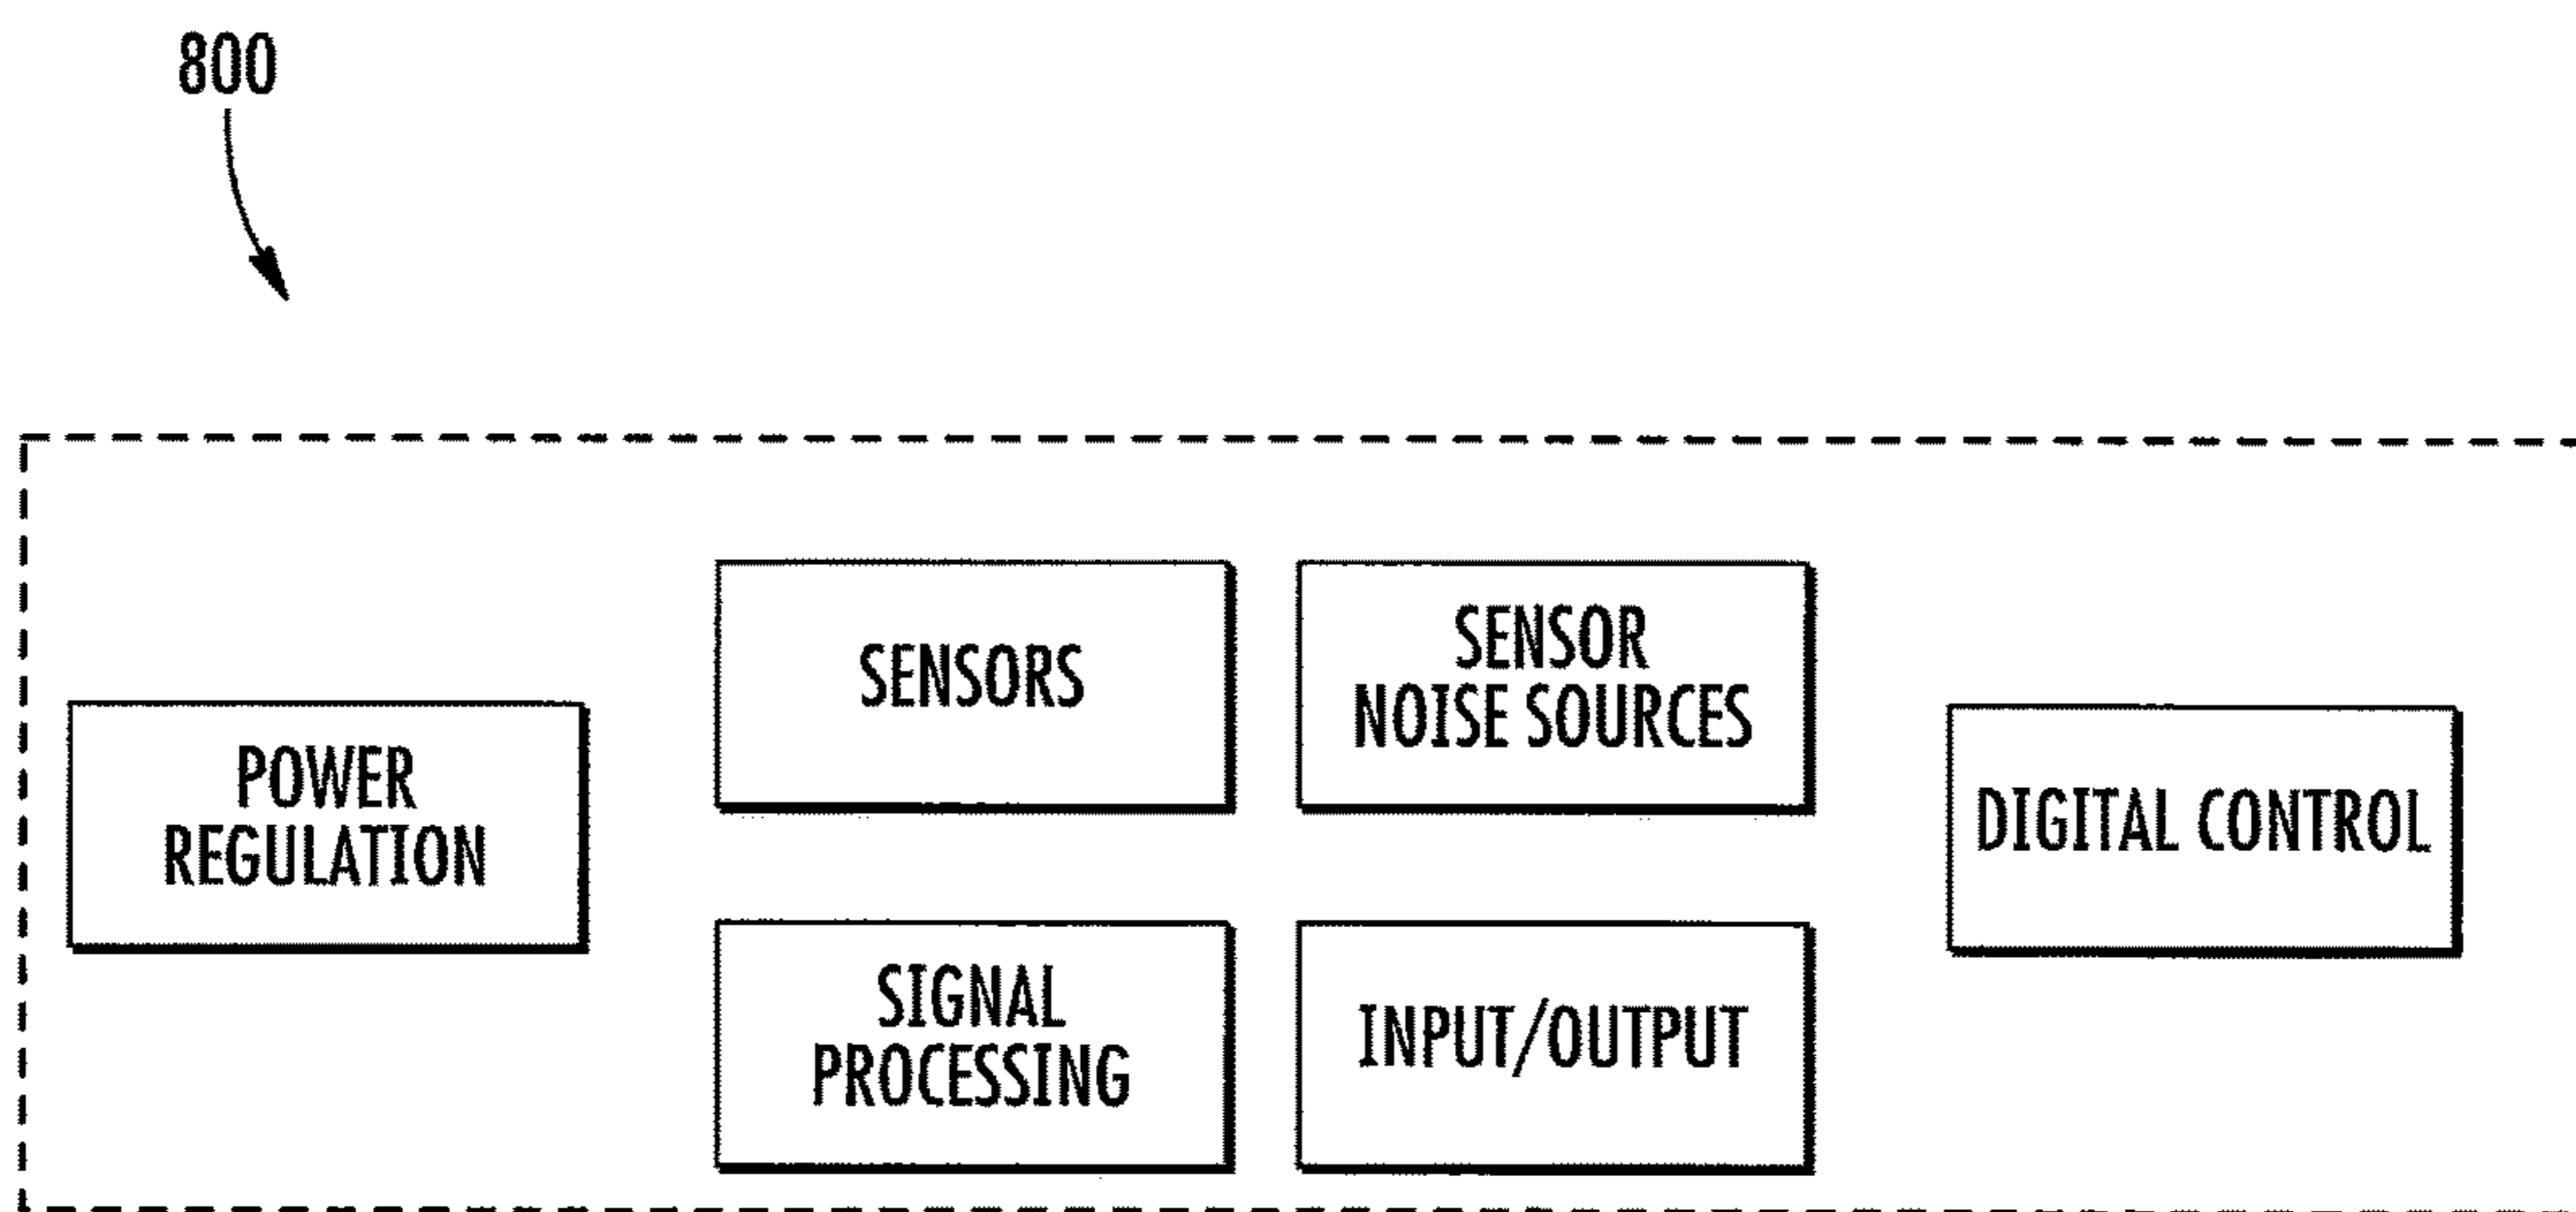 800
SENSORS
SENSOR
NOISE SOURCES
POWER
REGULATION
DIGITAL CONTROL
SIGNAL
PROCESSING
INPUT/OUTPUT